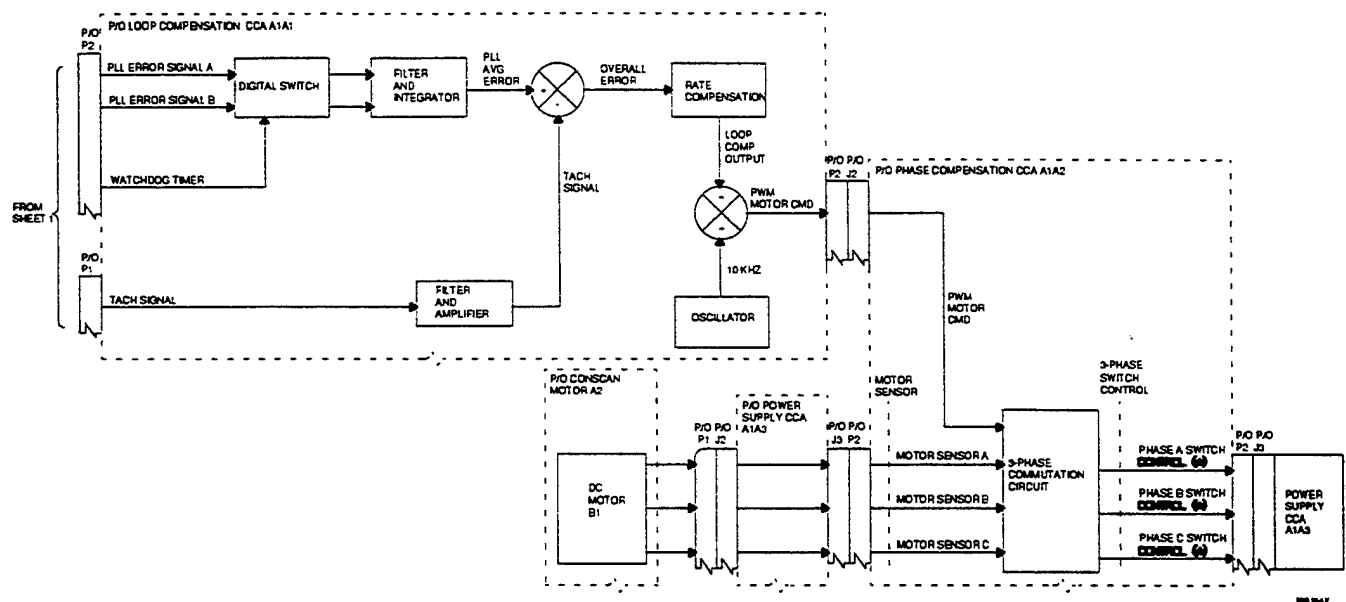 P/O LOOP COMPENSATION CCA A1A1
P/O
P2
PLL ERROR SIGNAL A
PLL ERROR SIGNAL B
DIGITAL SWITCH
FILTER
AND
INTEGRATOR
PLL
AVG
ERROR
OVERALL
ERROR
RATE
COMPENSATION
LOOP
COMP
OUTPUT
WATCHDOG TIMER
TACH
SIGNAL
FROM
SHEET 1
PWM
MOTOR CMD
P/O P/O
P2 J2
P/O PHASE COMPENSATION CCA A1A2
P/O
P1
TACH SIGNAL
FILTER
AND
AMPLIFIER
10 KHZ
OSCILLATOR
PWM
MOTOR
CMD
P/O CONSCAN
MOTOR A2
P/O POWER
SUPPLY CCA
A1A3
MOTOR
SENSOR
3-PHASE
SWITCH
CONTROL
P/O P/O
P1 J2
P/O P/O
J3 P2
DC
MOTOR
B1
MOTOR SENSOR A
MOTOR SENSOR B
MOTOR SENSOR C
3-PHASE
COMMUTATION
CIRCUIT
PHASE A SWITCH
CONTROL
PHASE B SWITCH
CONTROL
PHASE C SWITCH
CONTROL
P/O P/O
P2 J3
POWER
SUPPLY
CCA
A1A3